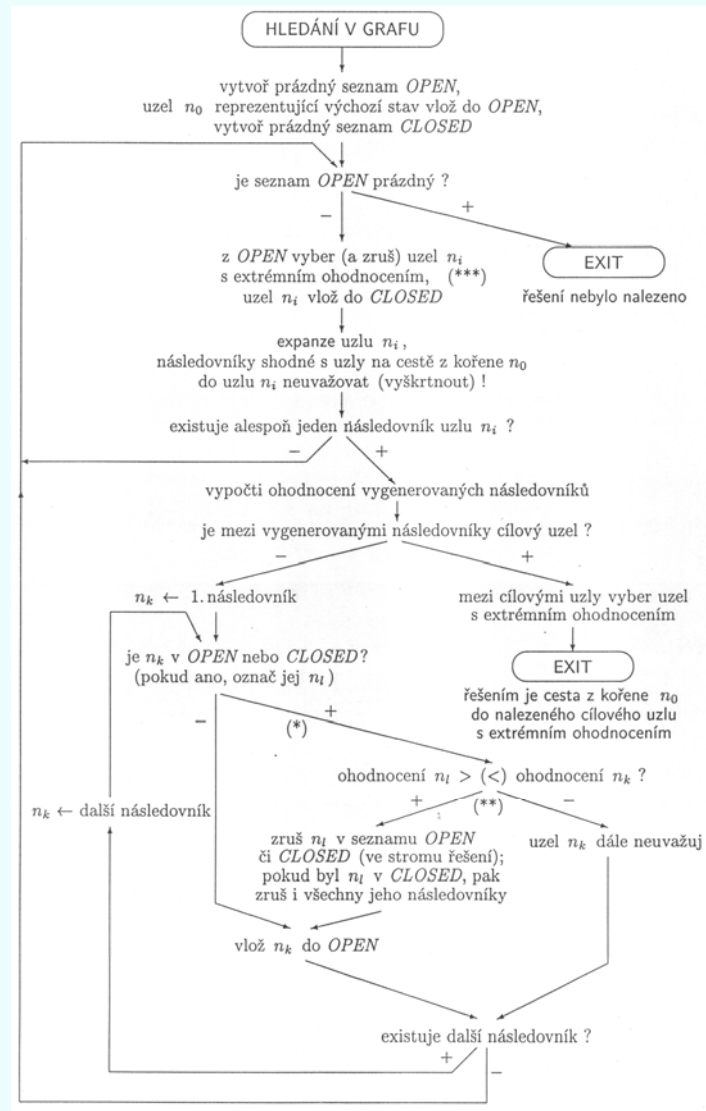 HLEDÁNÍ V GRAFU
vytvoř prázdný seznam OPEN,
uzel n₀ reprezentující výchozí stav vlož do OPEN,
vytvoř prázdný seznam CLOSED
je seznam OPEN prázdný ?
−
+
z OPEN vyber (a zruš) uzel nᵢ
s extrémním ohodnocením, (***)
uzel nᵢ vlož do CLOSED
EXIT
řešení nebylo nalezeno
expanze uzlu nᵢ,
následovníky shodné s uzly na cestě z kořene n₀
do uzlu nᵢ neuvažovat (vyškrtnout) !
existuje alespoň jeden následovník uzlu nᵢ ?
−
+
vypočti ohodnocení vygenerovaných následovníků
je mezi vygenerovanými následovníky cílový uzel ?
−
+
nₖ ← 1. následovník
mezi cílovými uzly vyber uzel
s extrémním ohodnocením
je nₖ v OPEN nebo CLOSED?
(pokud ano, označ jej nₗ)
EXIT
řešením je cesta z kořene n₀
do nalezeného cílového uzlu
s extrémním ohodnocením
−
+
(*)
ohodnocení nₗ > (<) ohodnocení nₖ ?
+
(**)
−
nₖ ← další následovník
zruš nₗ v seznamu OPEN
či CLOSED (ve stromu řešení);
pokud byl nₗ v CLOSED, pak
zruš i všechny jeho následovníky
uzel nₖ dále neuvažuj
vlož nₖ do OPEN
existuje další následovník ?
+
−